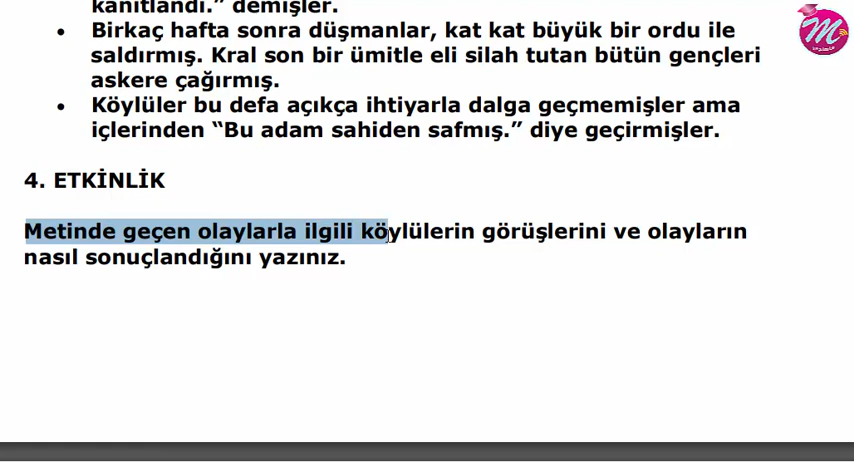 kanıtlandı.” demişler.
• Birkaç hafta sonra düşmanlar, kat kat büyük bir ordu ile
saldırmış. Kral son bir ümitle eli silah tutan bütün gençleri
askere çağırmış.
• Köylüler bu defa açıkça ihtiyarla dalga geçmemişler ama
içlerinden “Bu adam sahiden safmış.” diye geçirmişler.
4. ETKİNLİK
Metinde geçen olaylarla ilgili köylülerin görüşlerini ve olayların
nasıl sonuçlandığını yazınız.